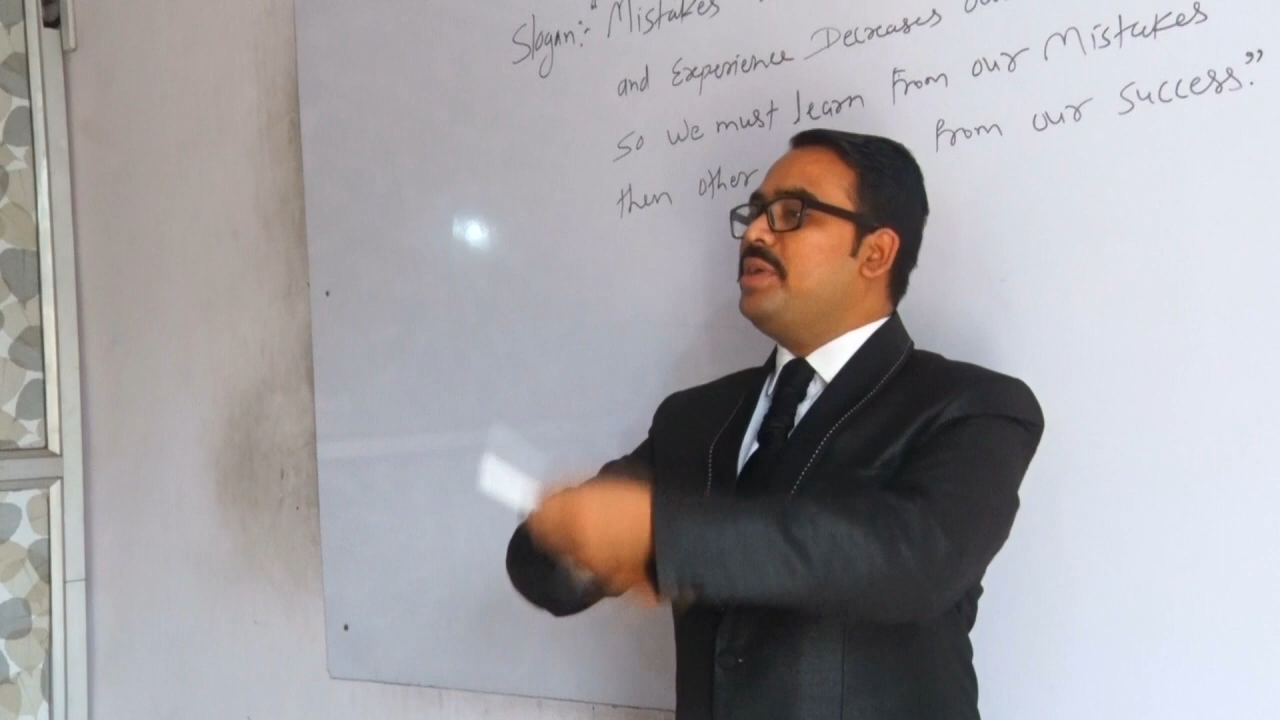 Slogan:- "Mistakes
and Experience Decreases
so we must learn from our Mistakes
then other from our success."